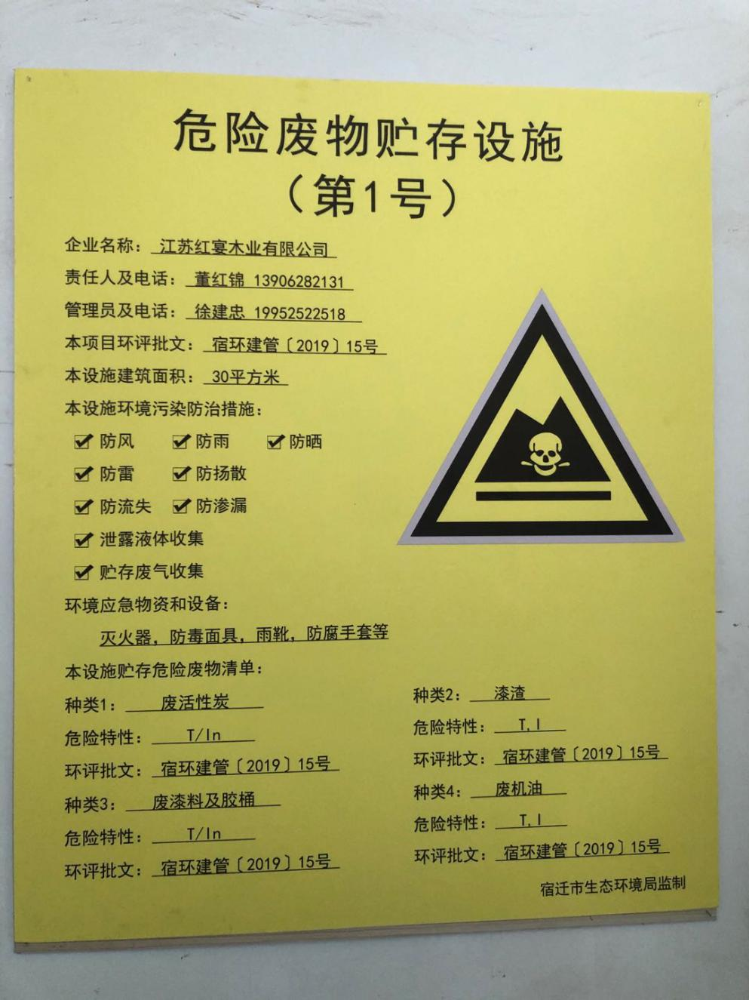 危险废物贮存设施
（第1号）
企业名称：江苏红宴木业有限公司
责任人及电话：董红锦 13906282131
管理员及电话：徐建忠 19952522518
本项目环评批文：宿环建管〔2019〕15号
本设施建筑面积：30平方米
本设施环境污染防治措施：
☑防风 ☑防雨 ☑防晒
☑防雷 ☑防扬散
☑防流失 ☑防渗漏
☑泄露液体收集
☑贮存废气收集
环境应急物资和设备：
灭火器，防毒面具，雨靴，防腐手套等
本设施贮存危险废物清单：
种类1：废活性炭
危险特性：T/In
环评批文：宿环建管〔2019〕15号
种类2：漆渣
危险特性：T,I
环评批文：宿环建管〔2019〕15号
种类3：废漆料及胶桶
危险特性：T/In
环评批文：宿环建管〔2019〕15号
种类4：废机油
危险特性：T,I
环评批文：宿环建管〔2019〕15号
宿迁市生态环境局监制